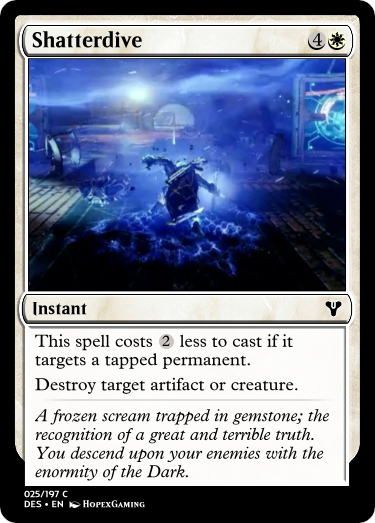 Shatterdive 4
Instant
This spell costs 2 less to cast if it
targets a tapped permanent.
Destroy target artifact or creature.
A frozen scream trapped in gemstone; the
recognition of a great and terrible truth.
You descend upon your enemies with the
enormity of the Dark.
025/197 C
DES • EN HopexGaming